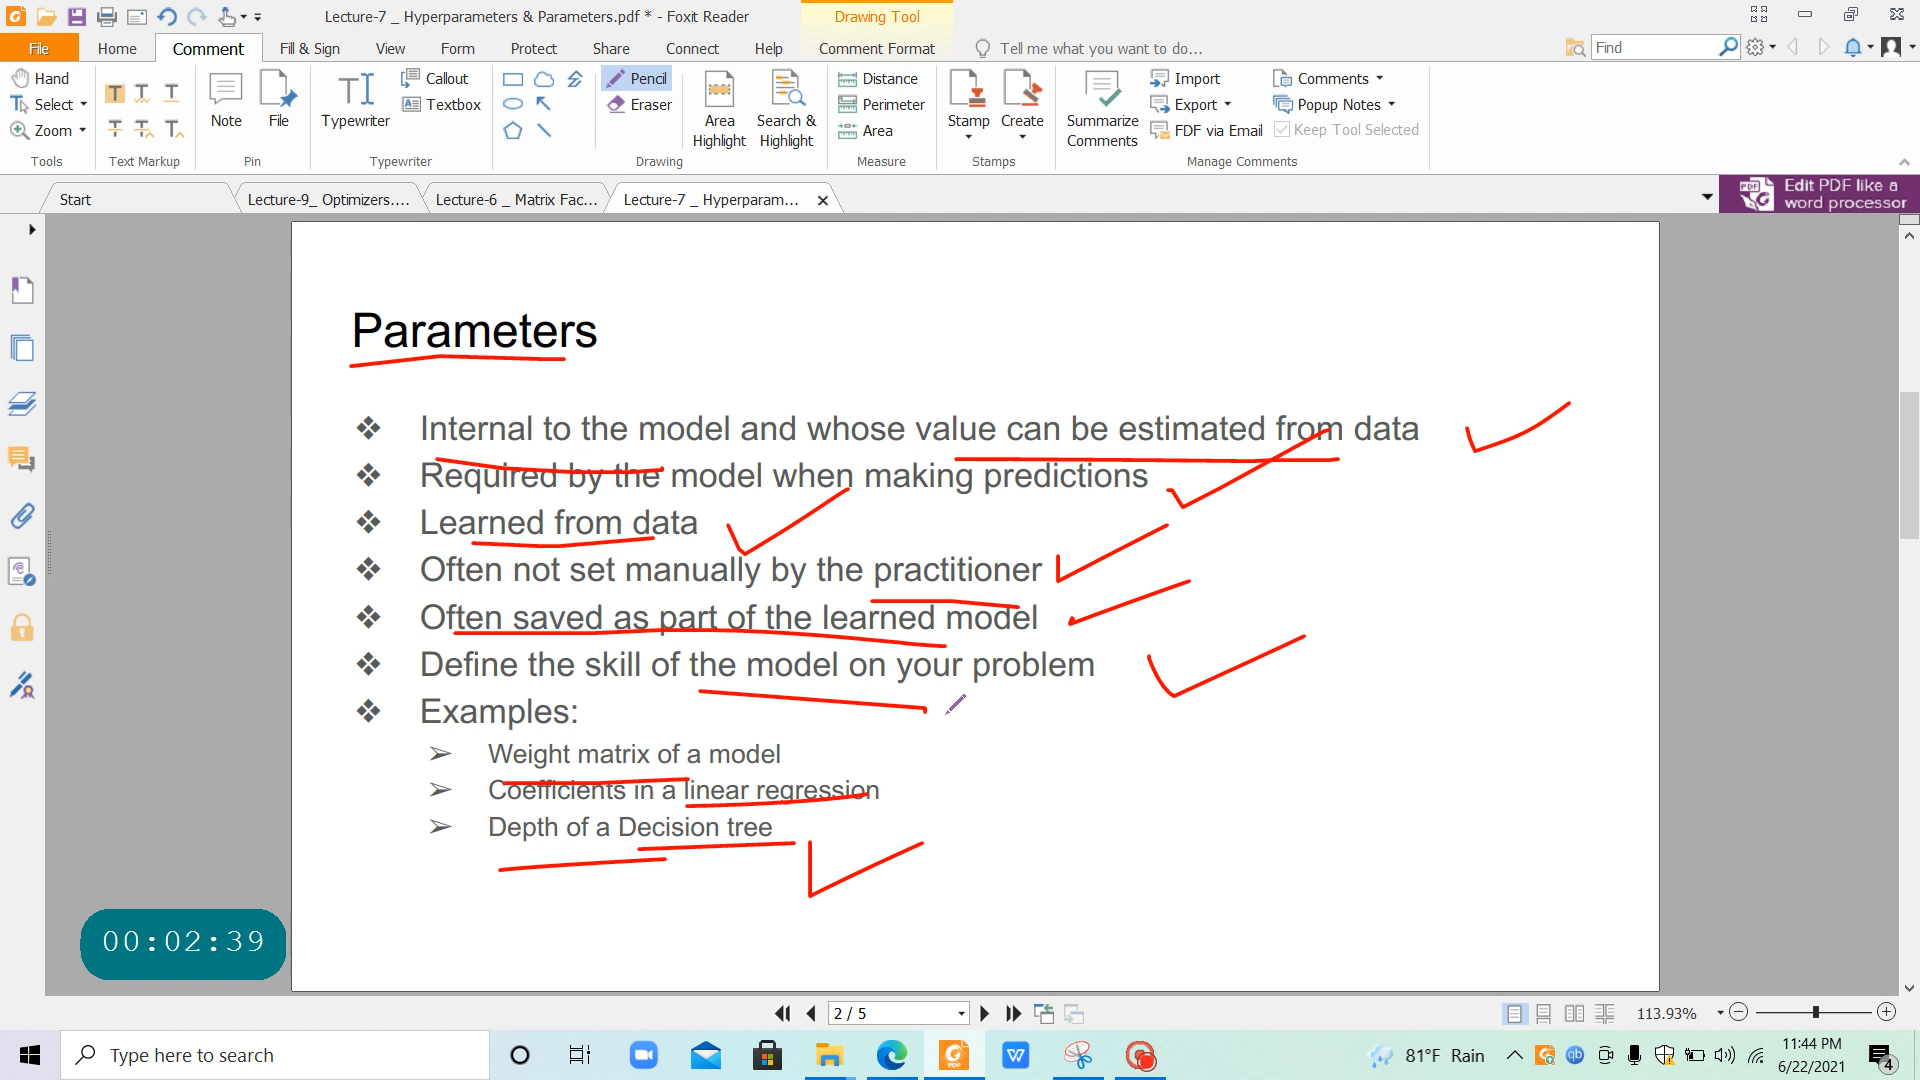 Lecture-7 _ Hyperparameters & Parameters.pdf * - Foxit Reader
Drawing Tool
File Home Comment Fill & Sign View Form Protect Share Connect Help Comment Format Tell me what you want to do... Find
Hand
Select
Zoom
Tools
Text Markup
Note
File
Pin
Typewriter
Callout
Textbox
Typewriter
Pencil
Eraser
Area Highlight
Search & Highlight
Drawing
Distance
Perimeter
Area
Measure
Stamp
Create
Stamps
Summarize Comments
Import
Export
FDF via Email
Comments
Popup Notes
Keep Tool Selected
Manage Comments
Start
Lecture-9_ Optimizers....
Lecture-6 _ Matrix Fac...
Lecture-7 _ Hyperparam...
Edit PDF like a
word processor
Parameters
❖ Internal to the model and whose value can be estimated from data
❖ Required by the model when making predictions
❖ Learned from data
❖ Often not set manually by the practitioner
❖ Often saved as part of the learned model
❖ Define the skill of the model on your problem
❖ Examples:
➢ Weight matrix of a model
➢ Coefficients in a linear regression
➢ Depth of a Decision tree
00:02:39
2 / 5
113.93%
Type here to search
81°F Rain
11:44 PM
6/22/2021
4